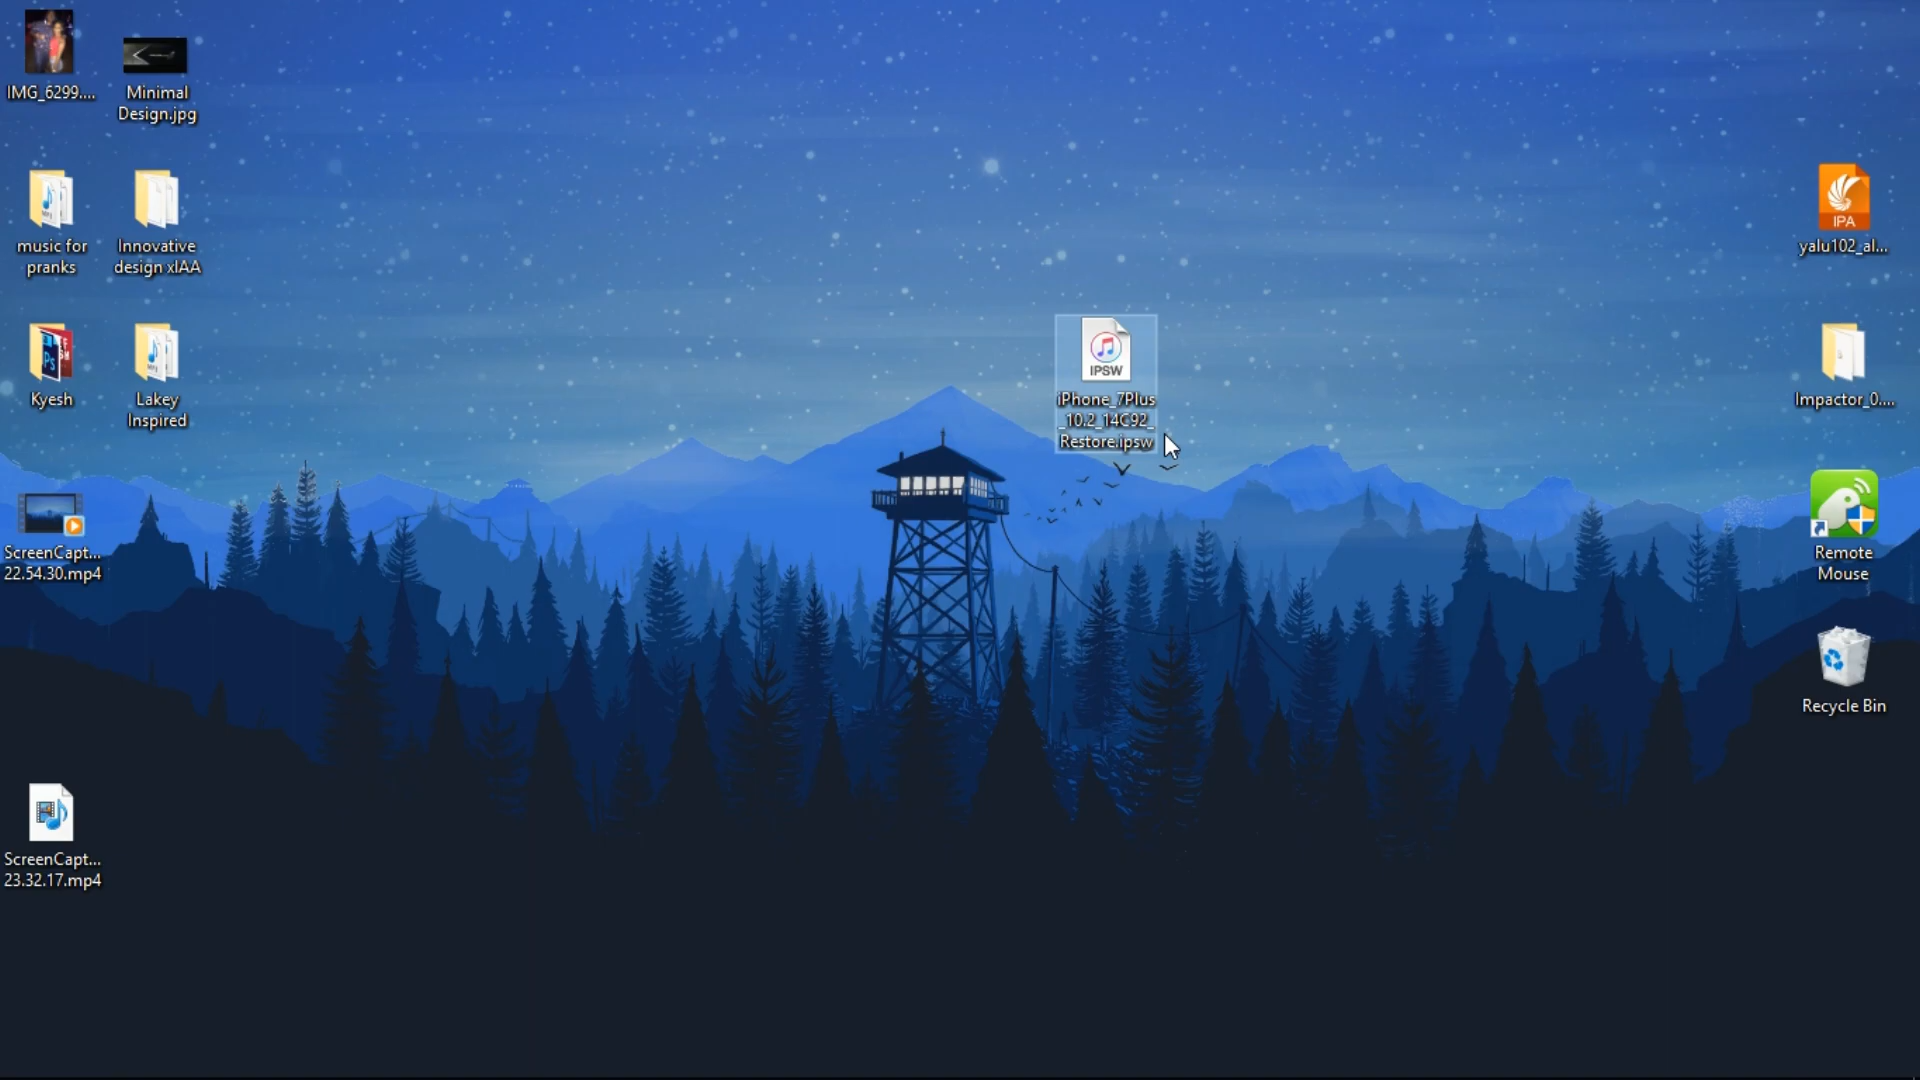 IMG_6299....
Minimal
Design.jpg
music for
pranks
Innovative
design xIAA
IPA
yalu102_al...
IPSW
iPhone_7Plus
_10.2_14C92_
Restore.ipsw
Ps
Kyesh
Lakey
Inspired
Impactor_0....
ScreenCapt...
22.54.30.mp4
Remote
Mouse
Recycle Bin
ScreenCapt...
23.32.17.mp4